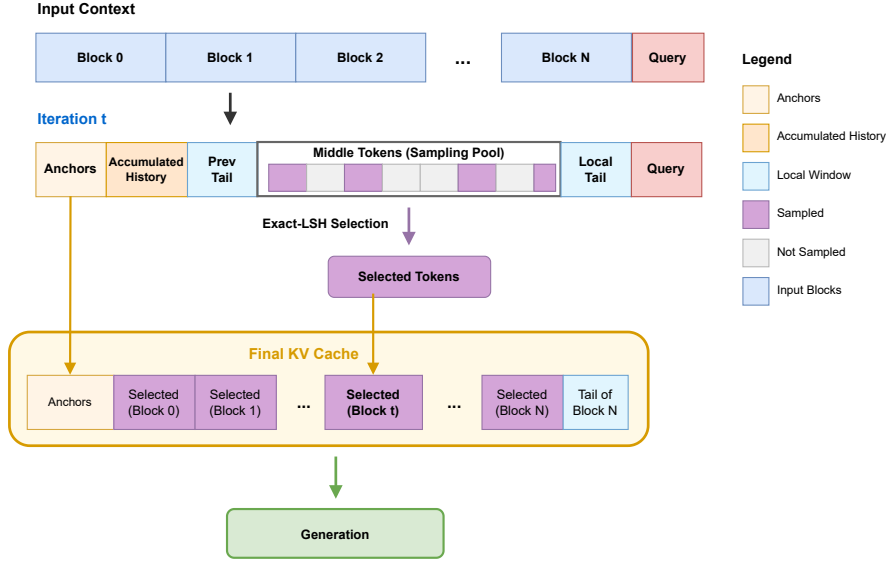 Input Context
Block 0
Block 1
Block 2
...
Block N
Query
Iteration t
Anchors
Accumulated
History
Prev
Tail
Middle Tokens (Sampling Pool)
Local
Tail
Query
Exact-LSH Selection
Selected Tokens
Final KV Cache
Anchors
Selected
(Block 0)
Selected
(Block 1)
...
Selected
(Block t)
...
Selected
(Block N)
Tail of
Block N
Generation
Legend
Anchors
Accumulated History
Local Window
Sampled
Not Sampled
Input Blocks